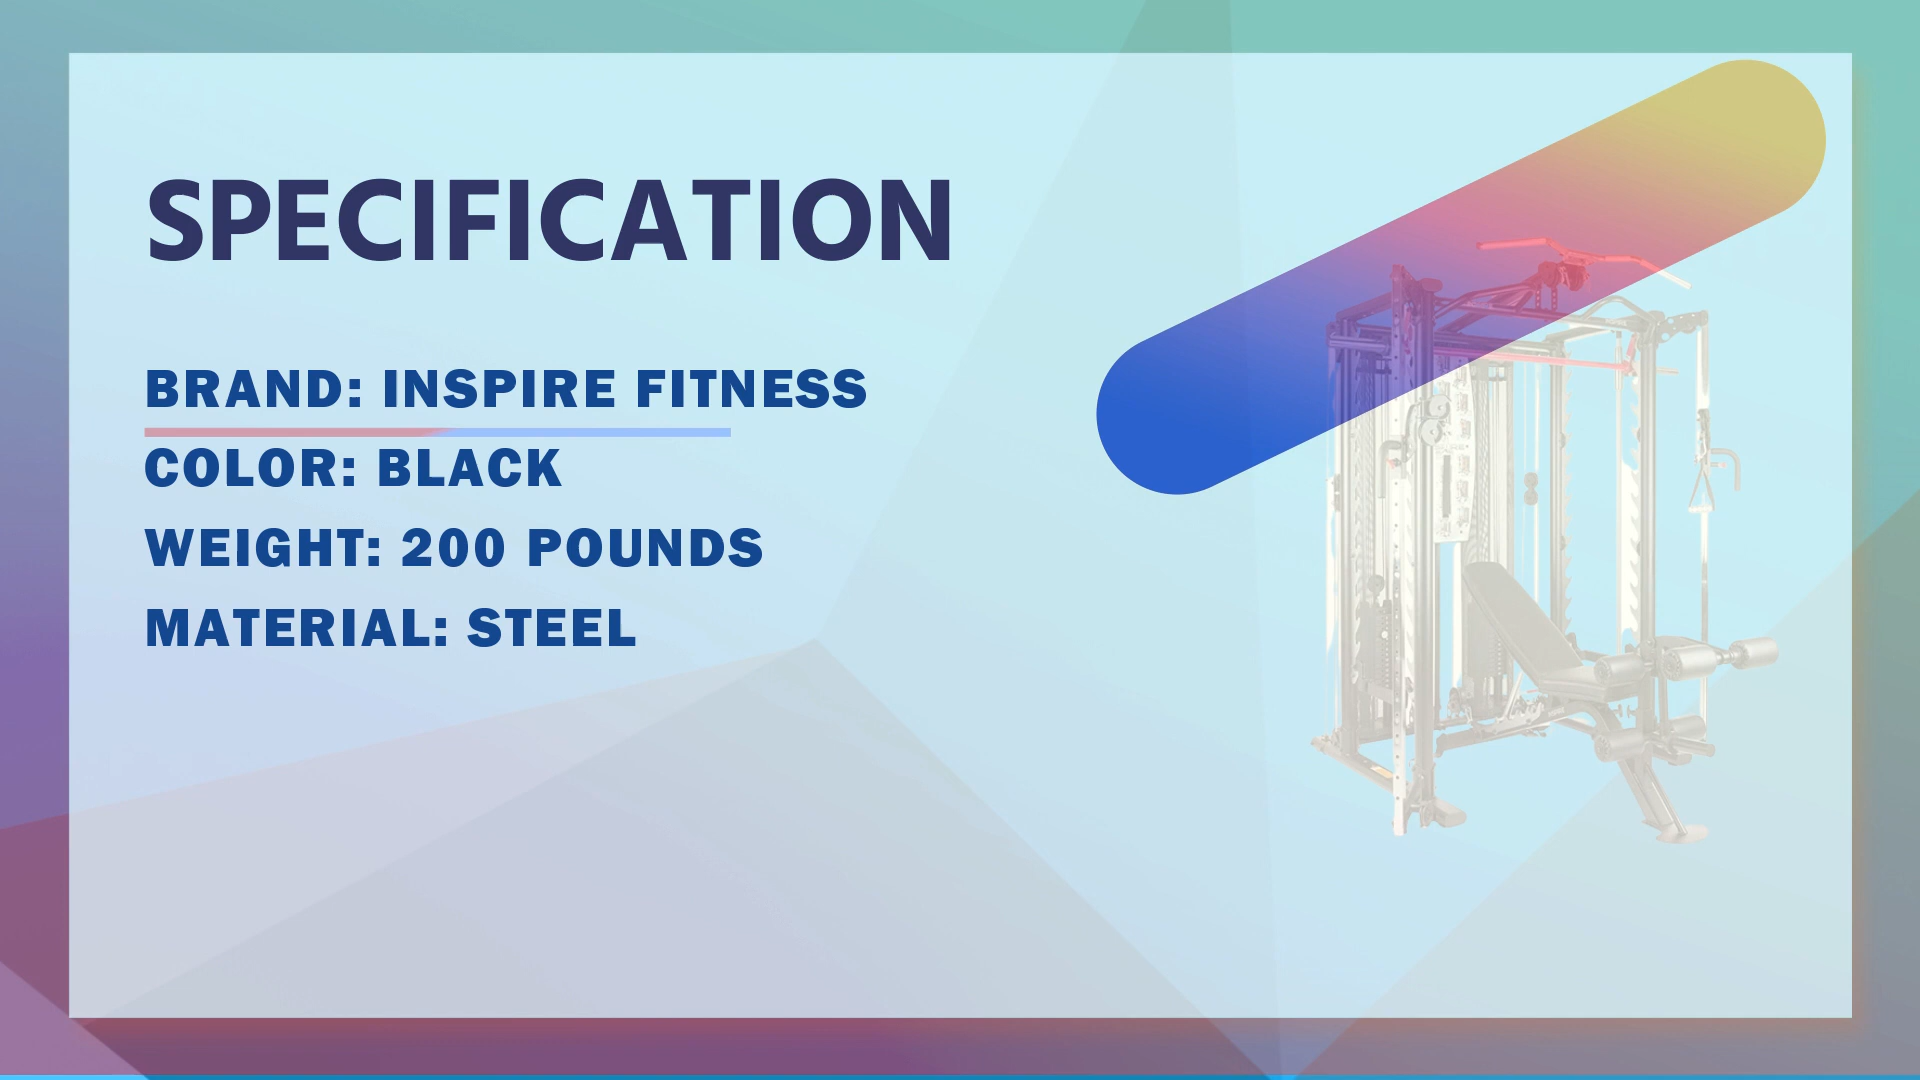 SPECIFICATION
BRAND: INSPIRE FITNESS
COLOR: BLACK
WEIGHT: 200 POUNDS
MATERIAL: STEEL